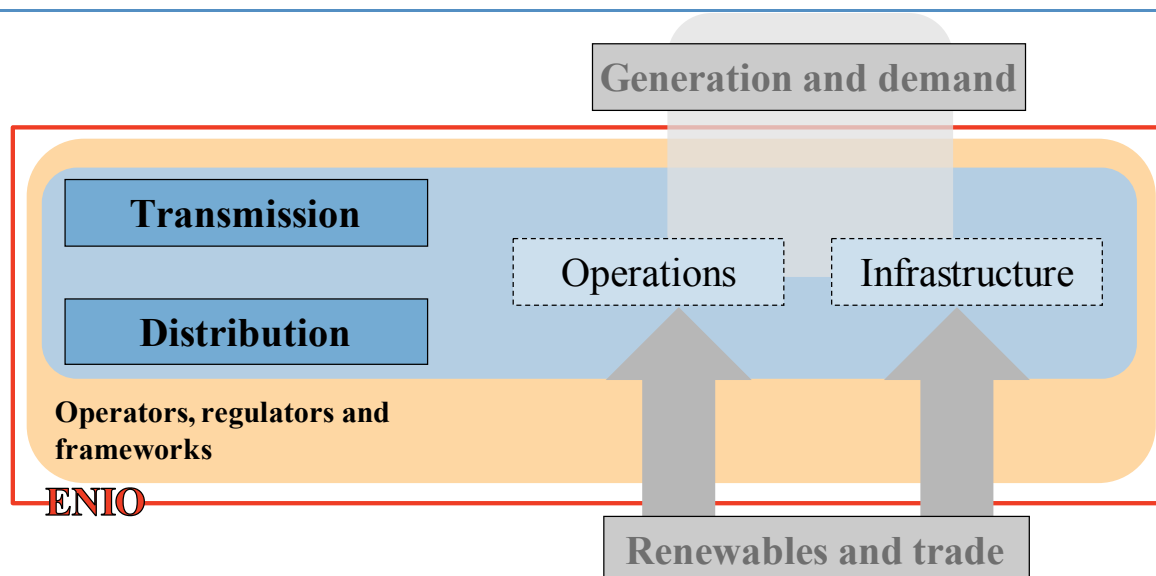 Generation and demand
Transmission
Operations
Infrastructure
Distribution
Operators, regulators and
frameworks
ENIO
Renewables and trade